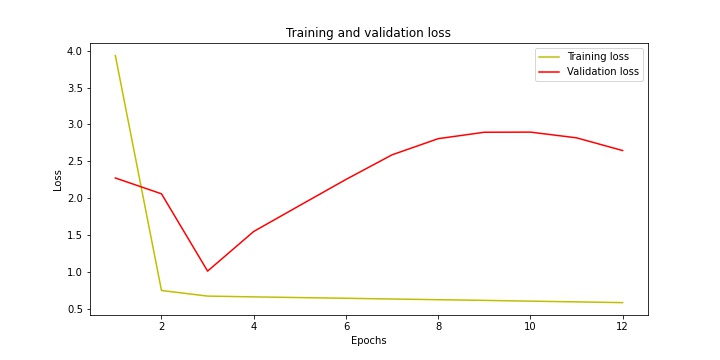 Training and validation loss
Training loss
Validation loss
4.0
3.5
3.0
2.5
2.0
1.5
1.0
0.5
Loss
2
4
6
8
10
12
Epochs